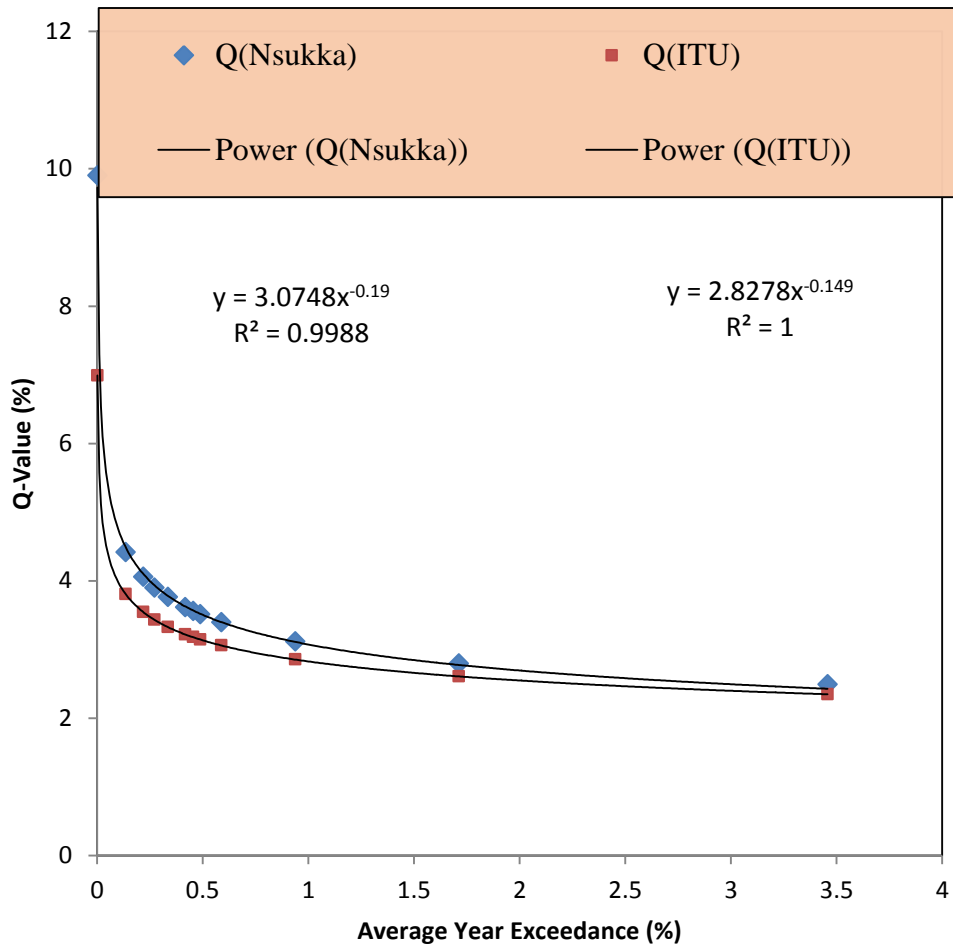 Q(Nsukka)
Q(ITU)
Power (Q(Nsukka))
Power (Q(ITU))
y = 3.0748x^-0.19
R² = 0.9988
y = 2.8278x^-0.149
R² = 1
Q-Value (%)
12
10
8
6
4
2
0
0 0.5 1 1.5 2 2.5 3 3.5 4
Average Year Exceedance (%)